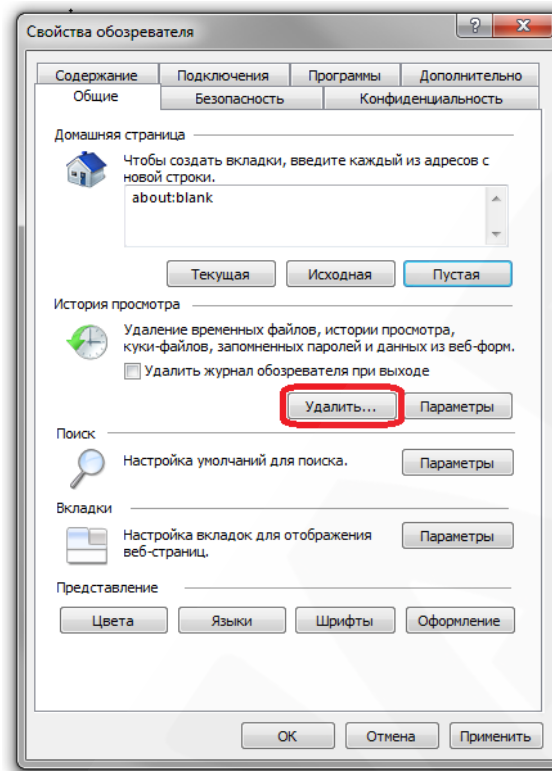 Свойства обозревателя
?
X
Содержание Подключения Программы Дополнительно
Общие Безопасность Конфиденциальность
Домашняя страница
Чтобы создать вкладки, введите каждый из адресов с
новой строки.
about:blank
Текущая Исходная Пустая
История просмотра
Удаление временных файлов, истории просмотра,
куки-файлов, запомненных паролей и данных из веб-форм.
Удалить журнал обозревателя при выходе
Удалить... Параметры
Поиск
Настройка умолчаний для поиска. Параметры
Вкладки
Настройка вкладок для отображения
веб-страниц.
Параметры
Представление
Цвета Языки Шрифты Оформление
ОК Отмена Применить